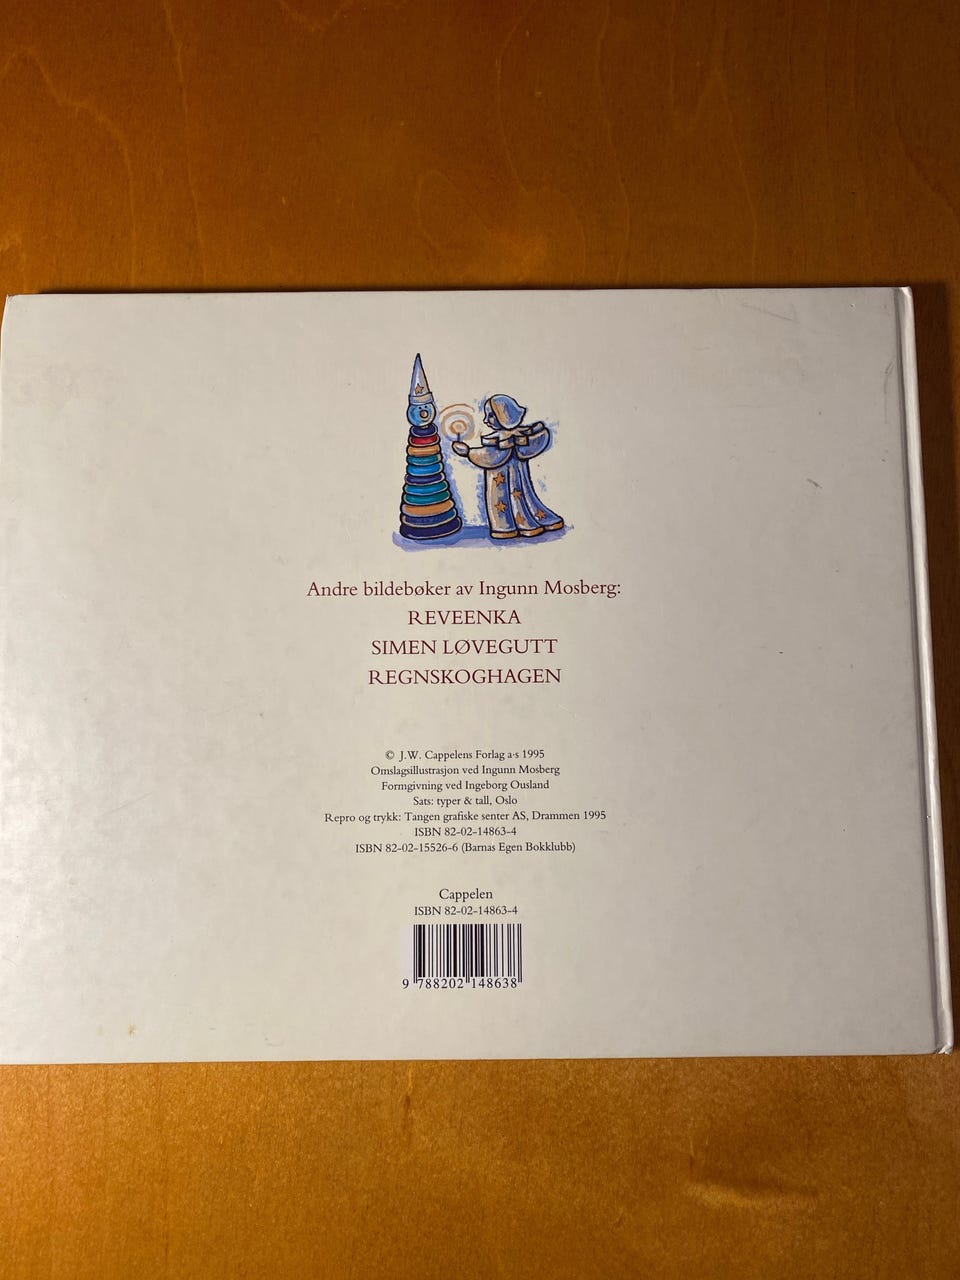 Andre bildebøker av Ingunn Mosberg:
REVEENKA
SIMEN LØVEGUTT
REGNSKOGHAGEN
© J.W. Cappelens Forlag a·s 1995
Omslagsillustrasjon ved Ingunn Mosberg
Formgivning ved Ingeborg Ousland
Sats: typer & tall, Oslo
Repro og trykk: Tangen grafiske senter AS, Drammen 1995
ISBN 82-02-14863-4
ISBN 82-02-15526-6 (Barnas Egen Bokklubb)
Cappelen
ISBN 82-02-14863-4
9 788202 148638